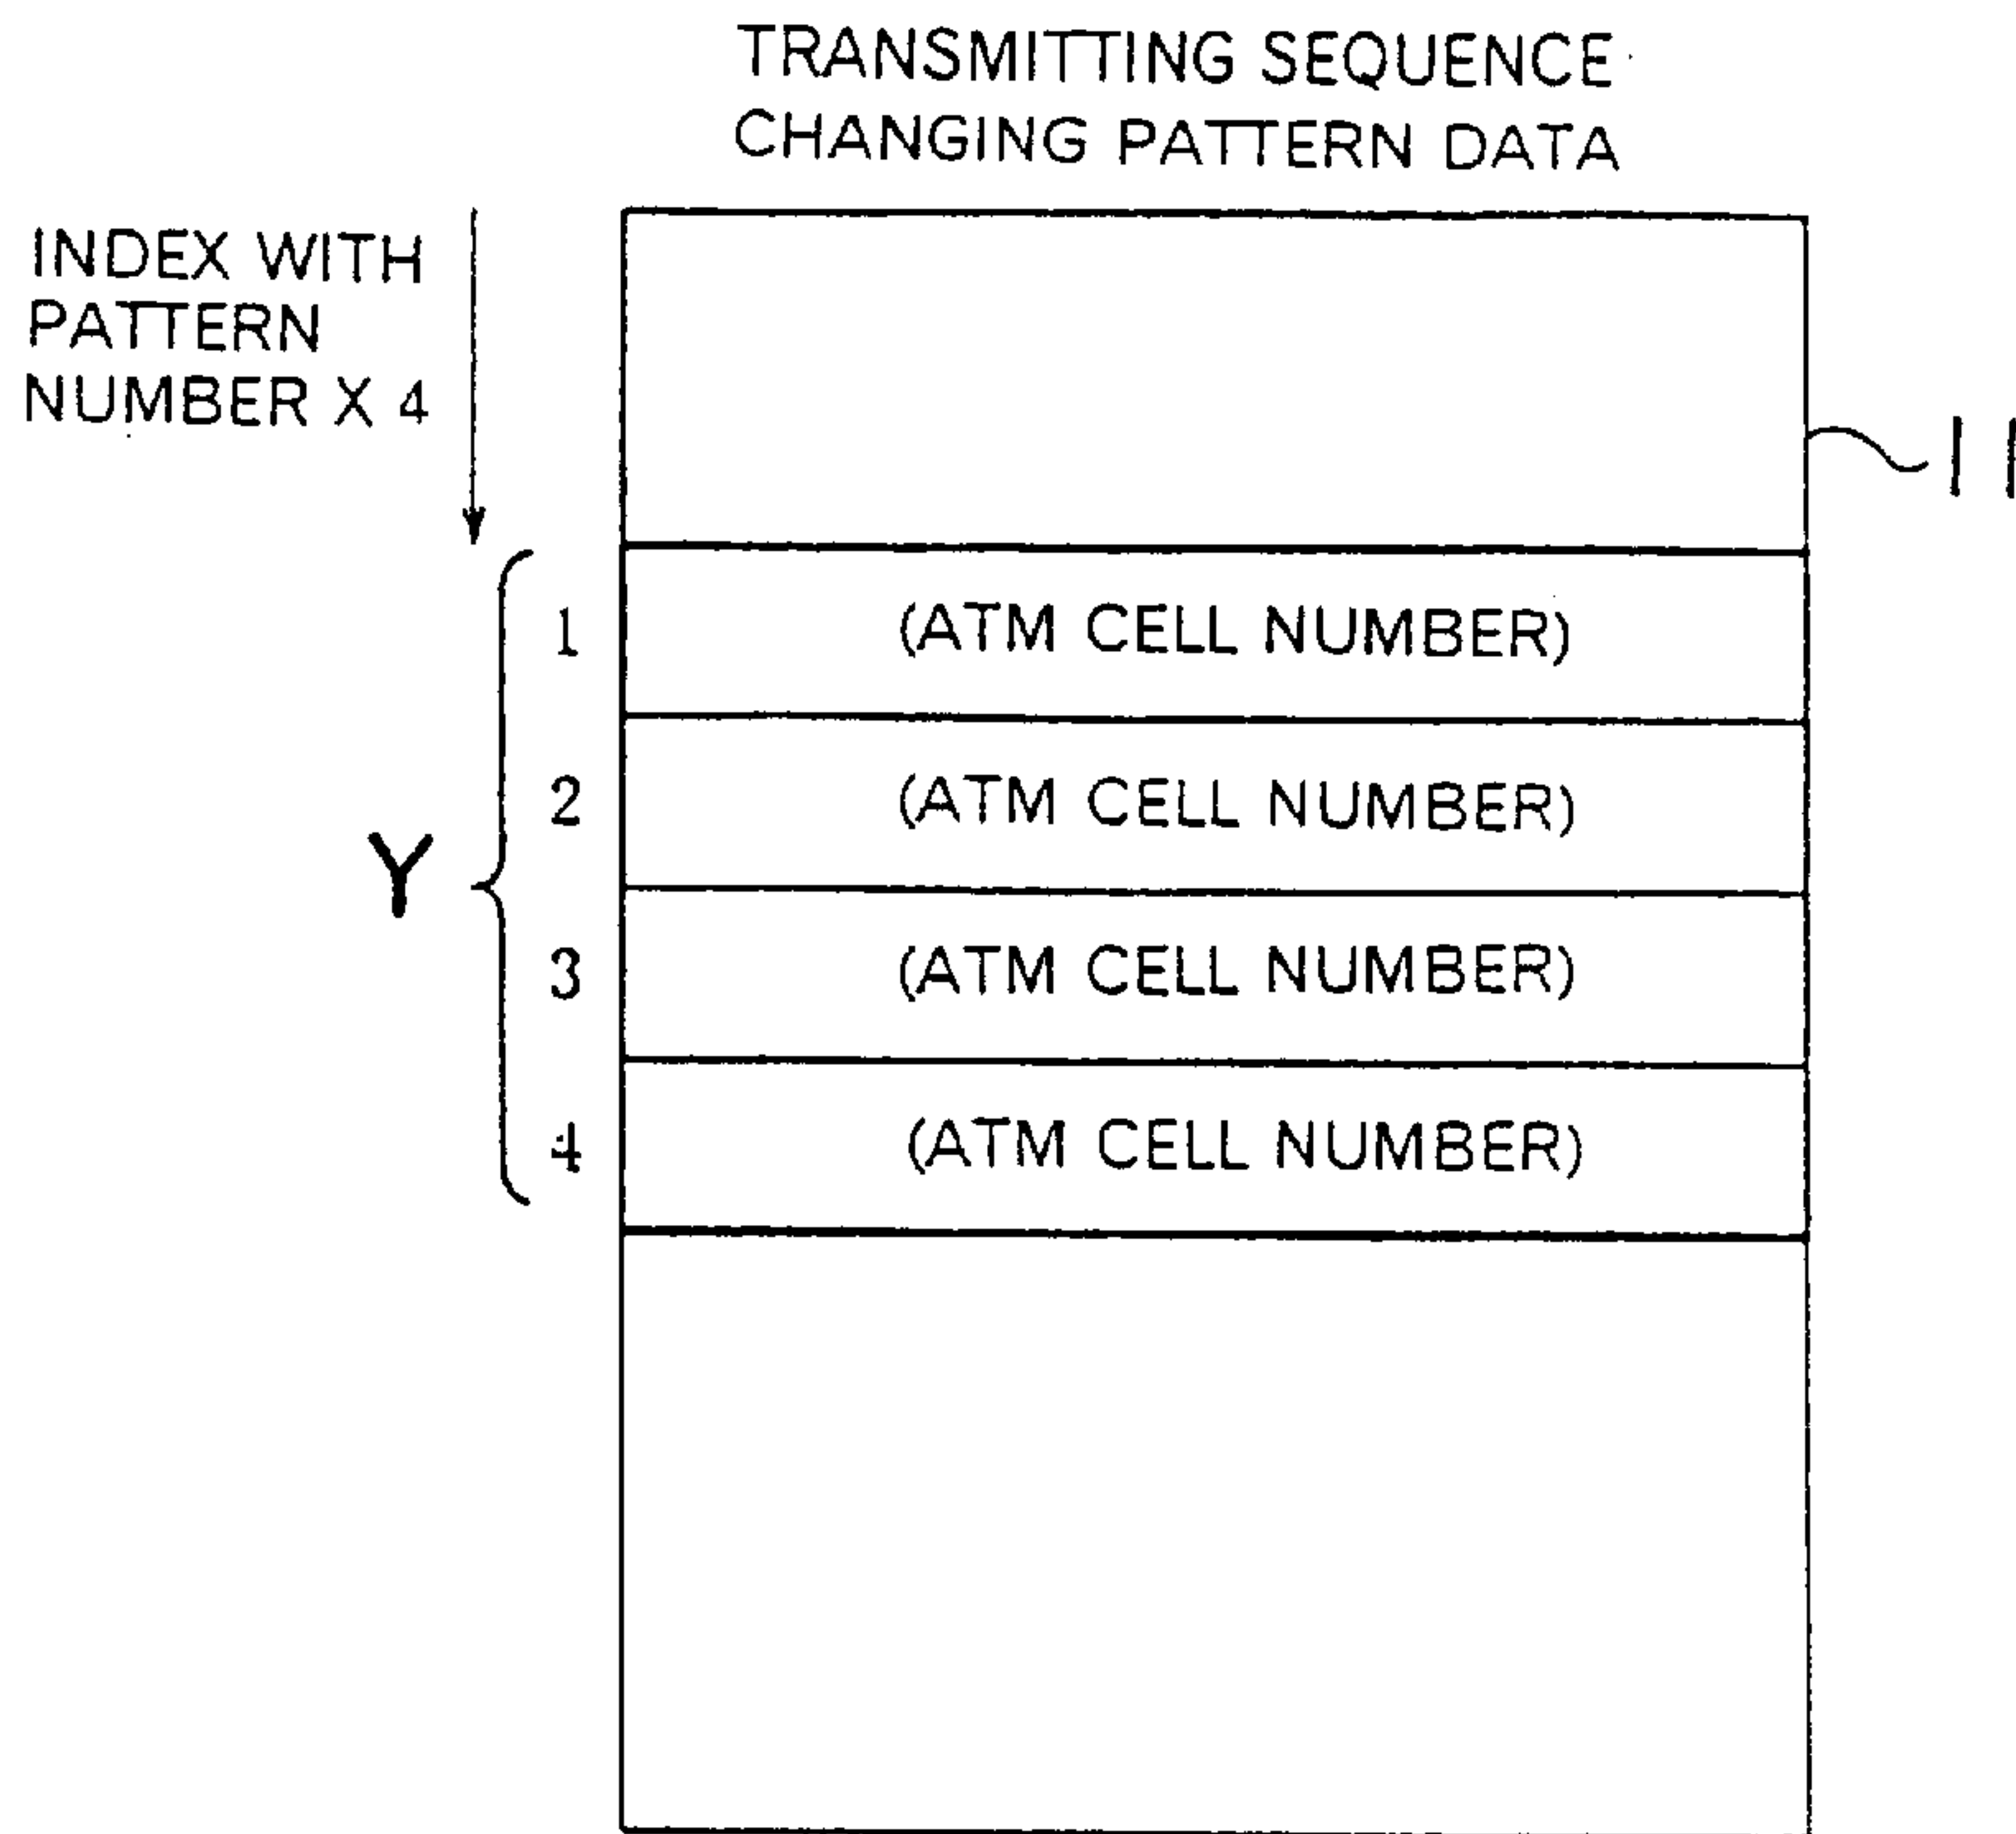 TRANSMITTING SEQUENCE
CHANGING PATTERN DATA
INDEX WITH
PATTERN
NUMBER X 4
11
1 (ATM CELL NUMBER)
2 (ATM CELL NUMBER)
Y
3 (ATM CELL NUMBER)
4 (ATM CELL NUMBER)